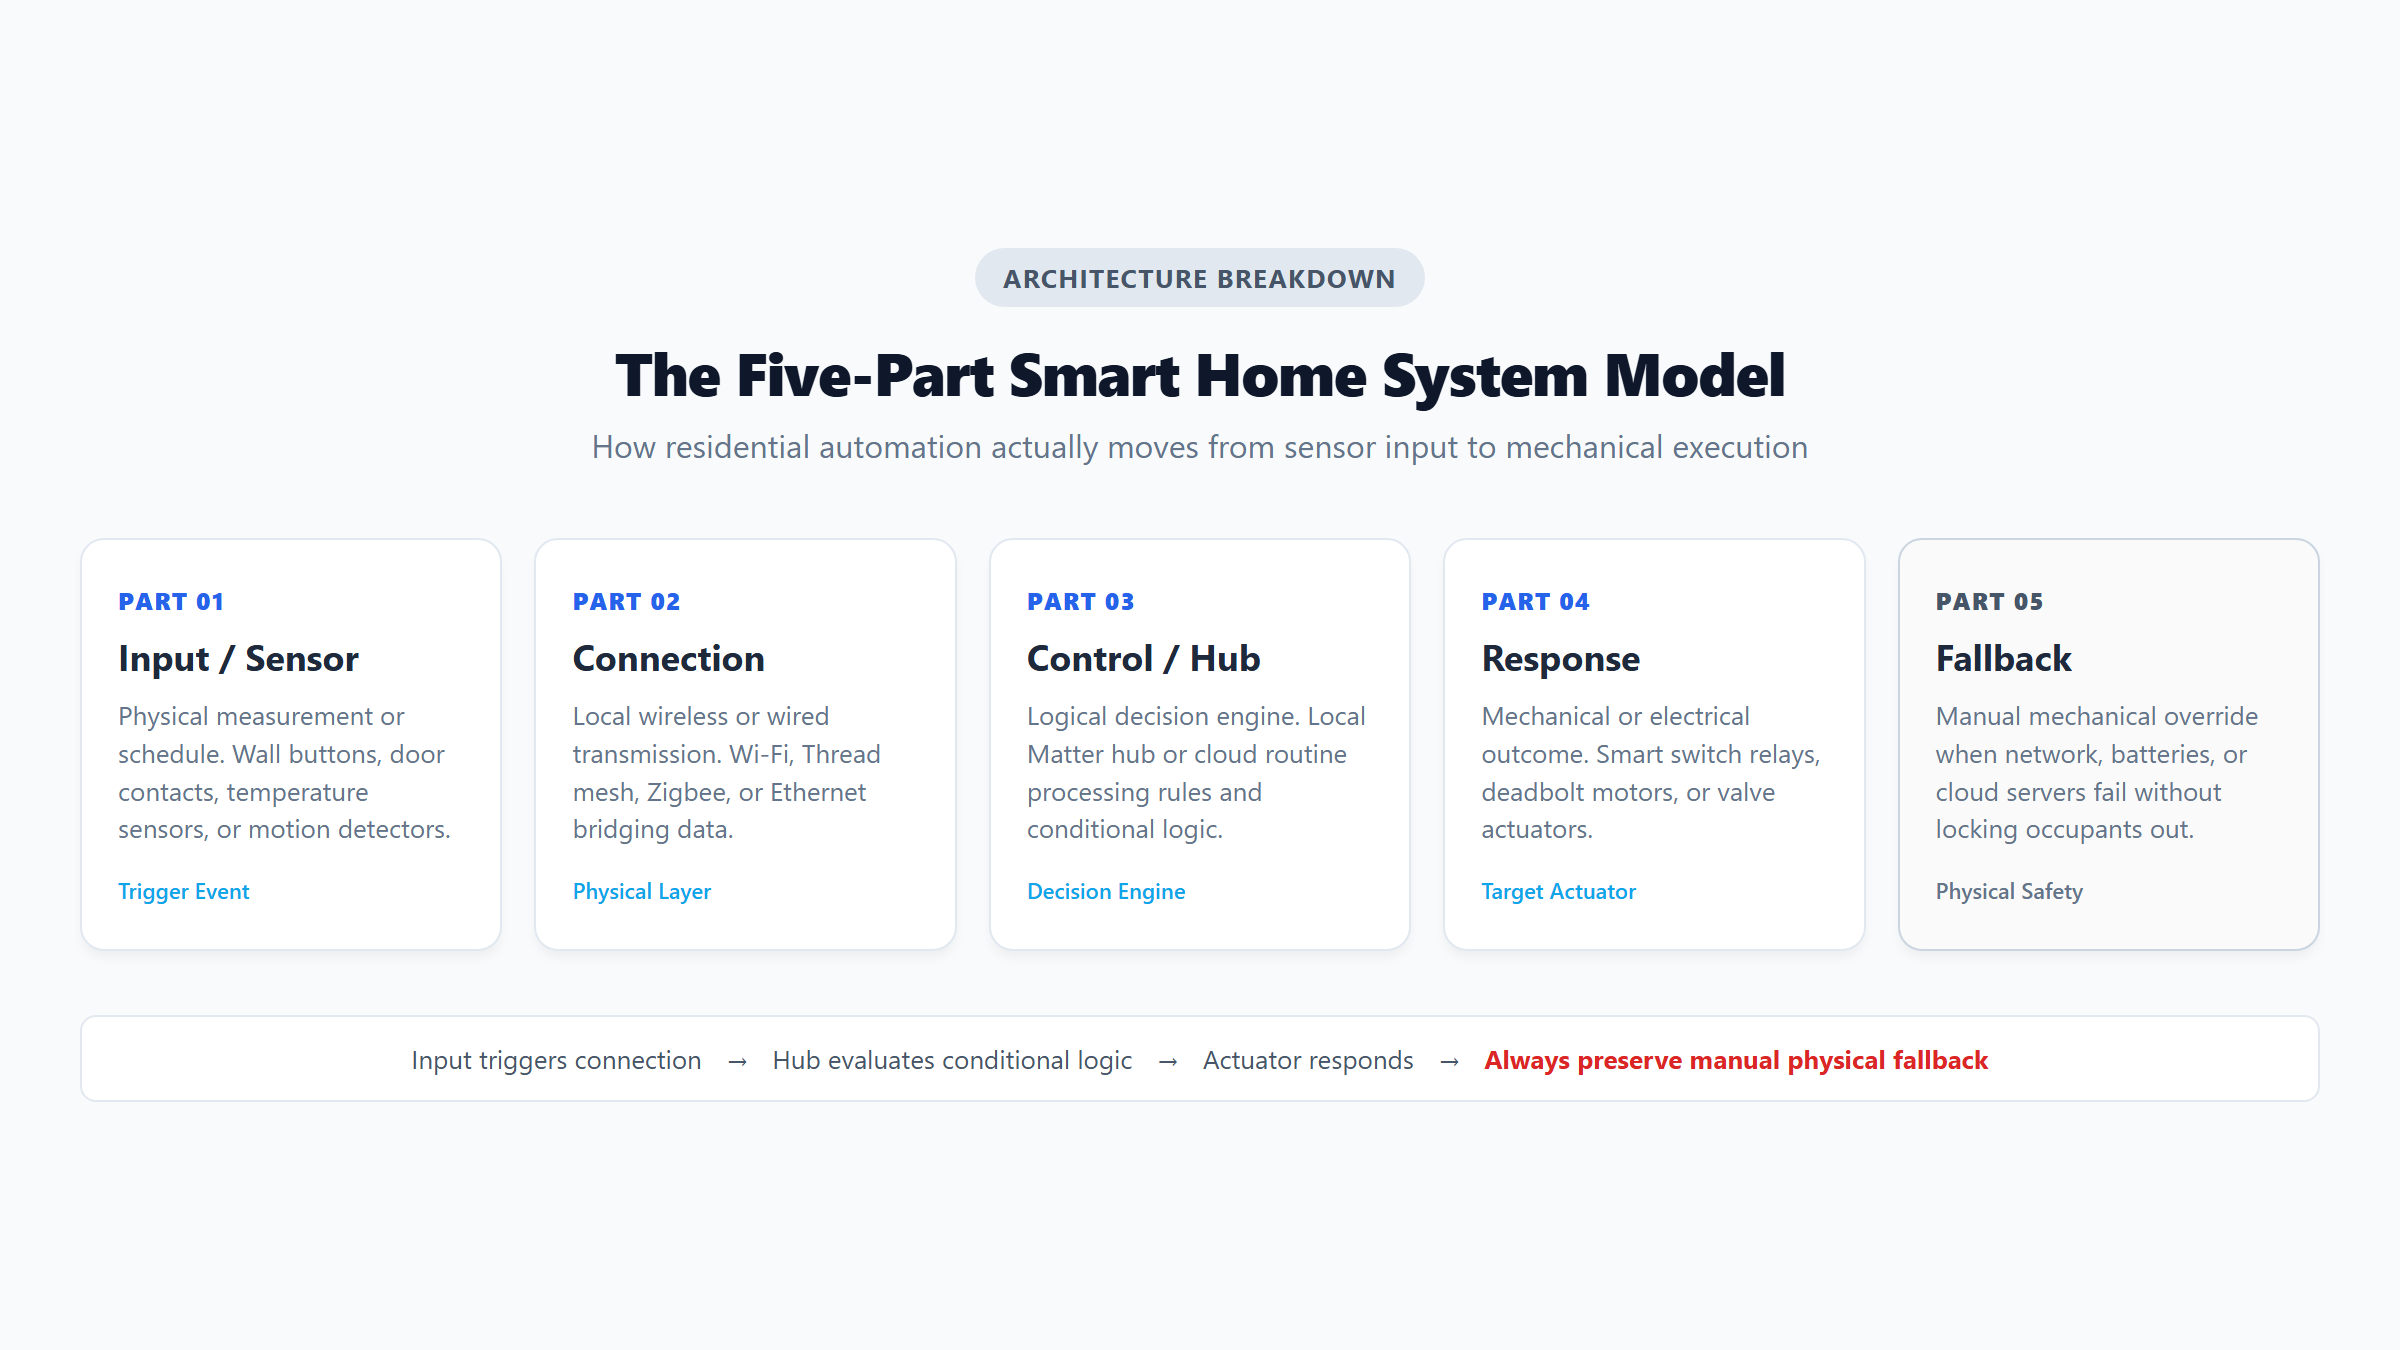 ARCHITECTURE BREAKDOWN
The Five-Part Smart Home System Model
How residential automation actually moves from sensor input to mechanical execution
PART 01
Input / Sensor
Physical measurement or
schedule. Wall buttons, door
contacts, temperature
sensors, or motion detectors.
Trigger Event
PART 02
Connection
Local wireless or wired
transmission. Wi-Fi, Thread
mesh, Zigbee, or Ethernet
bridging data.
Physical Layer
PART 03
Control / Hub
Logical decision engine. Local
Matter hub or cloud routine
processing rules and
conditional logic.
Decision Engine
PART 04
Response
Mechanical or electrical
outcome. Smart switch relays,
deadbolt motors, or valve
actuators.
Target Actuator
PART 05
Fallback
Manual mechanical override
when network, batteries, or
cloud servers fail without
locking occupants out.
Physical Safety
Input triggers connection → Hub evaluates conditional logic → Actuator responds → Always preserve manual physical fallback